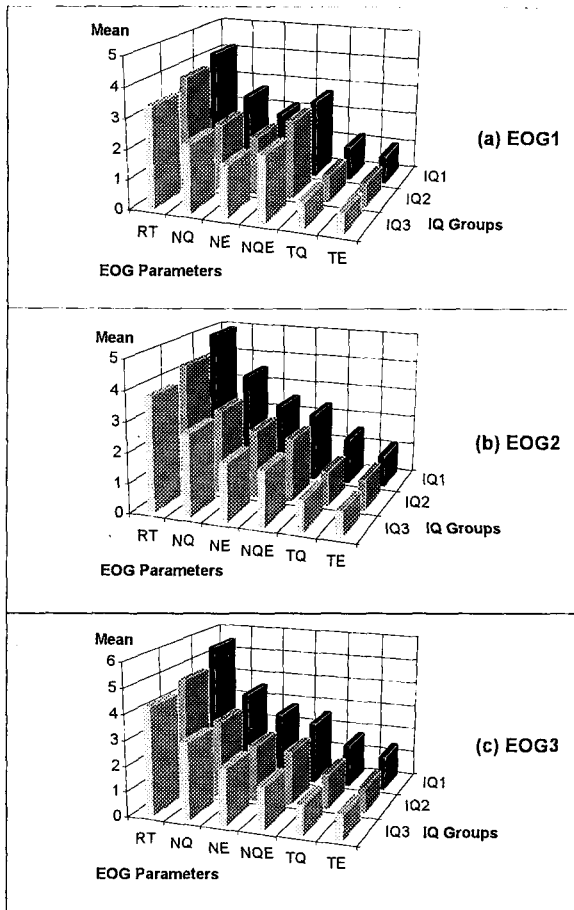 Mean
5
4
3
2
1
0
RT NQ NE NQE TQ TE
IQ1
IQ2
IQ3 IQ Groups
EOG Parameters
(a) EOG1
Mean
5
4
3
2
1
0
RT NQ NE NQE TQ TE
IQ1
IQ2
IQ3 IQ Groups
EOG Parameters
(b) EOG2
Mean
6
5
4
3
2
1
0
RT NQ NE NQE TQ TE
IQ1
IQ2
IQ3 IQ Groups
EOG Parameters
(c) EOG3